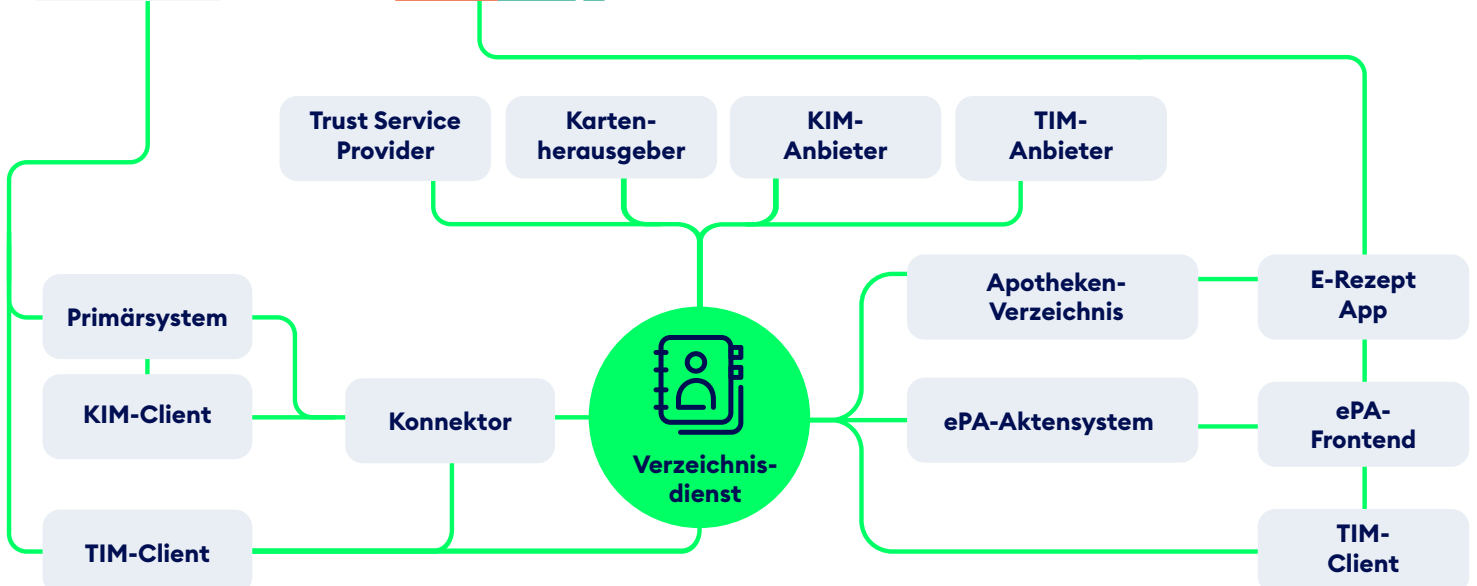 Trust Service
Provider
Karten-
herausgeber
KIM-
Anbieter
TIM-
Anbieter
Primärsystem
KIM-Client
TIM-Client
Konnektor
Verzeichnis-
dienst
Apotheken-
Verzeichnis
ePA-Aktensystem
E-Rezept
App
ePA-
Frontend
TIM-
Client